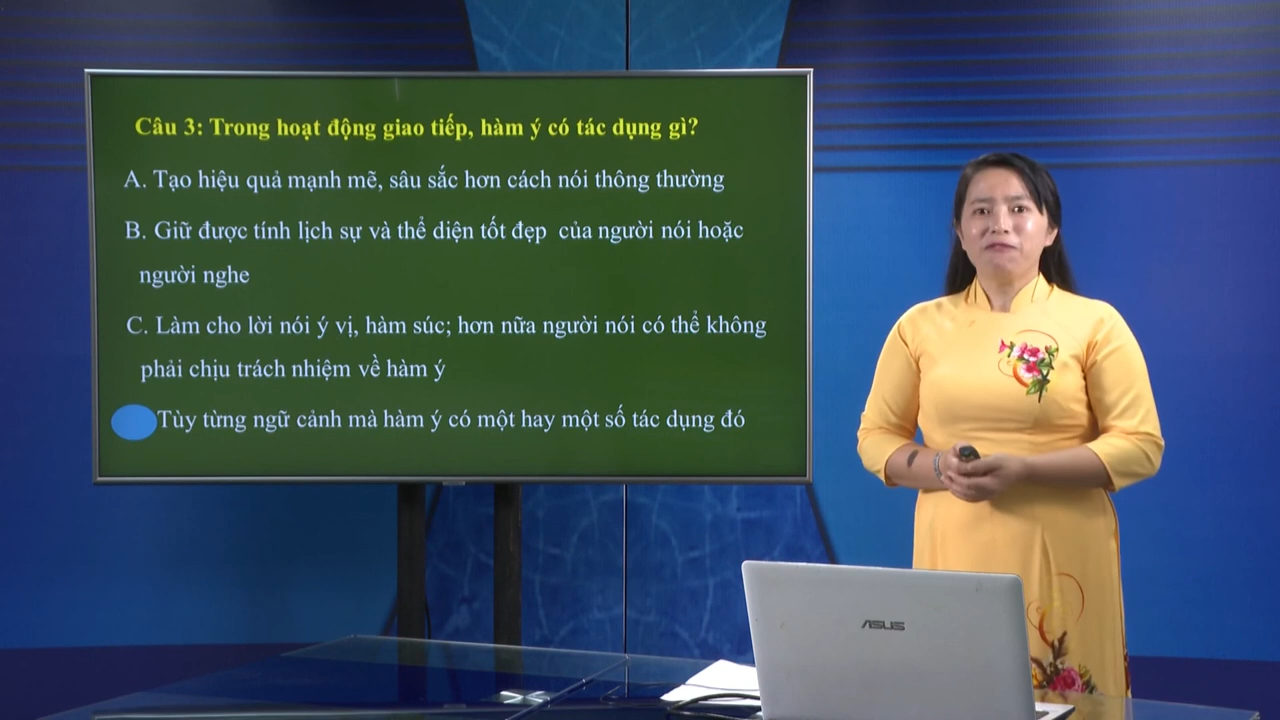 Câu 3: Trong hoạt động giao tiếp, hàm ý có tác dụng gì?
A. Tạo hiệu quả mạnh mẽ, sâu sắc hơn cách nói thông thường
B. Giữ được tính lịch sự và thể diện tốt đẹp của người nói hoặc
người nghe
C. Làm cho lời nói ý vị, hàm súc; hơn nữa người nói có thể không
phải chịu trách nhiệm về hàm ý
Tùy từng ngữ cảnh mà hàm ý có một hay một số tác dụng đó
ASUS